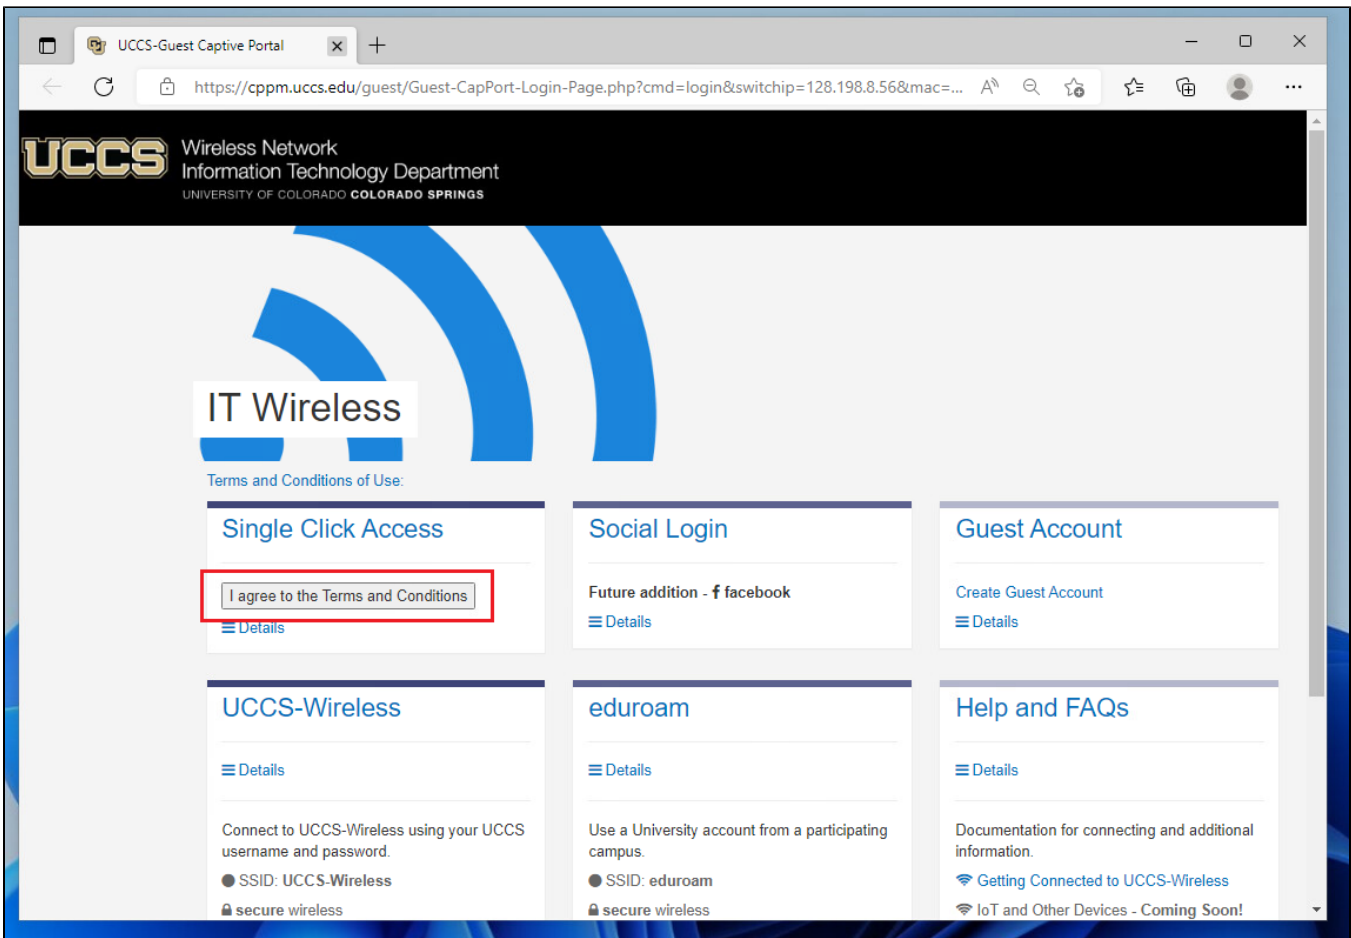 UCCS-Guest Captive Portal
https://cppm.uccs.edu/guest/Guest-CapPort-Login-Page.php?cmd=login&switchip=128.198.8.56&mac=...
UCCS
Wireless Network
Information Technology Department
UNIVERSITY OF COLORADO COLORADO SPRINGS
IT Wireless
Terms and Conditions of Use:
Single Click Access
I agree to the Terms and Conditions
Details
Social Login
Future addition - f facebook
Details
Guest Account
Create Guest Account
Details
UCCS-Wireless
Details
Connect to UCCS-Wireless using your UCCS
username and password.
SSID: UCCS-Wireless
secure wireless
eduroam
Details
Use a University account from a participating
campus.
SSID: eduroam
secure wireless
Help and FAQs
Details
Documentation for connecting and additional
information.
Getting Connected to UCCS-Wireless
IoT and Other Devices - Coming Soon!